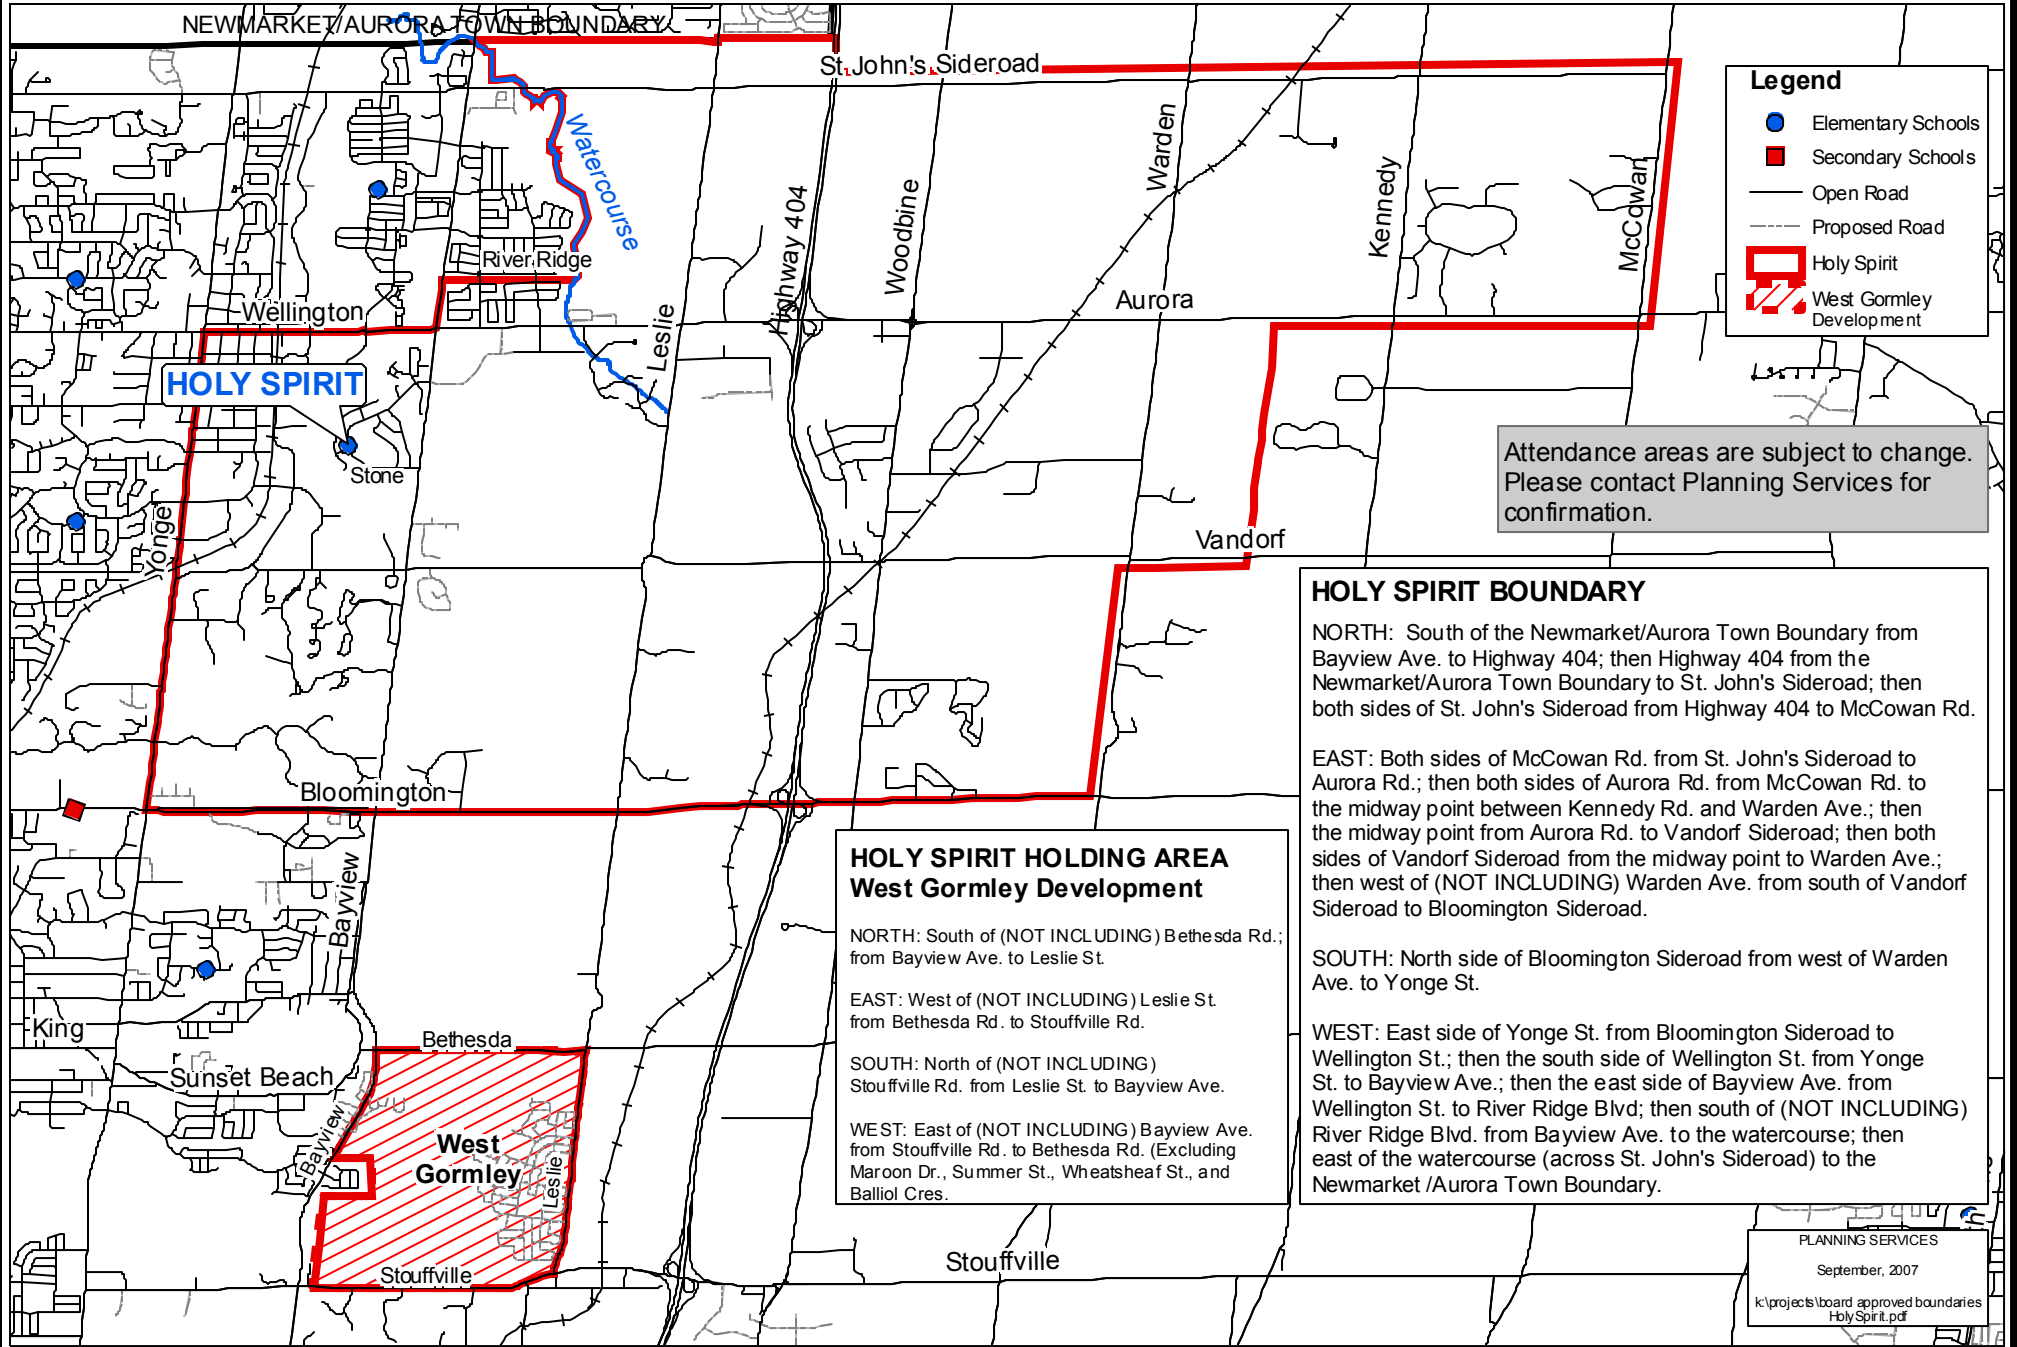 NEWMARKET/AURORA TOWN BOUNDARY
St John's Sideroad
Watercourse
Warden
Kennedy
McCowan
Highway 404
Woodbine
River Ridge
Wellington
Leslie
Aurora
HOLY SPIRIT
Stone
Yonge
Vandorf
Bloomington
Bayview
King
Bethesda
Sunset Beach
Bayview
West
Gormley
Leslie
Stouffville
Stouffville
Legend
Elementary Schools
Secondary Schools
Open Road
Proposed Road
Holy Spirit
West Gormley
Development
Attendance areas are subject to change.
Please contact Planning Services for
confirmation.
HOLY SPIRIT BOUNDARY
NORTH: South of the Newmarket/Aurora Town Boundary from
Bayview Ave. to Highway 404; then Highway 404 from the
Newmarket/Aurora Town Boundary to St. John's Sideroad; then
both sides of St. John's Sideroad from Highway 404 to McCowan Rd.
EAST: Both sides of McCowan Rd. from St. John's Sideroad to
Aurora Rd.; then both sides of Aurora Rd. from McCowan Rd. to
the midway point between Kennedy Rd. and Warden Ave.; then
the midway point from Aurora Rd. to Vandorf Sideroad; then both
sides of Vandorf Sideroad from the midway point to Warden Ave.;
then west of (NOT INCLUDING) Warden Ave. from south of Vandorf
Sideroad to Bloomington Sideroad.
SOUTH: North side of Bloomington Sideroad from west of Warden
Ave. to Yonge St.
WEST: East side of Yonge St. from Bloomington Sideroad to
Wellington St.; then the south side of Wellington St. from Yonge
St. to Bayview Ave.; then the east side of Bayview Ave. from
Wellington St. to River Ridge Blvd; then south of (NOT INCLUDING)
River Ridge Blvd. from Bayview Ave. to the watercourse; then
east of the watercourse (across St. John's Sideroad) to the
Newmarket /Aurora Town Boundary.
HOLY SPIRIT HOLDING AREA
West Gormley Development
NORTH: South of (NOT INCLUDING) Bethesda Rd.;
from Bayview Ave. to Leslie St.
EAST: West of (NOT INCLUDING) Leslie St.
from Bethesda Rd. to Stouffville Rd.
SOUTH: North of (NOT INCLUDING)
Stouffville Rd. from Leslie St. to Bayview Ave.
WEST: East of (NOT INCLUDING) Bayview Ave.
from Stouffville Rd. to Bethesda Rd. (Excluding
Maroon Dr., Summer St., Wheatsheaf St., and
Balliol Cres.
PLANNING SERVICES
September, 2007
k:\projects\board approved boundaries
HolySpirit.pdf